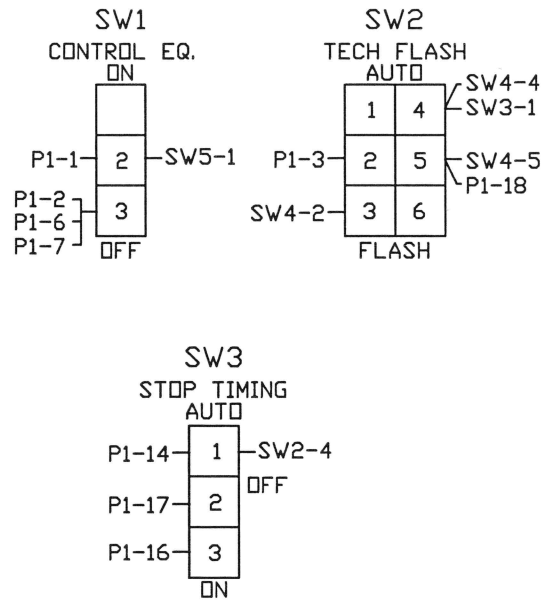 SW1
CONTROL EQ.
ON
P1-1
2
SW5-1
P1-2
P1-6
P1-7
3
OFF
SW2
TECH FLASH
AUTO
1
4
SW4-4
SW3-1
P1-3
2
5
SW4-5
P1-18
SW4-2
3
6
FLASH
SW3
STOP TIMING
AUTO
P1-14
1
SW2-4
OFF
P1-17
2
P1-16
3
ON